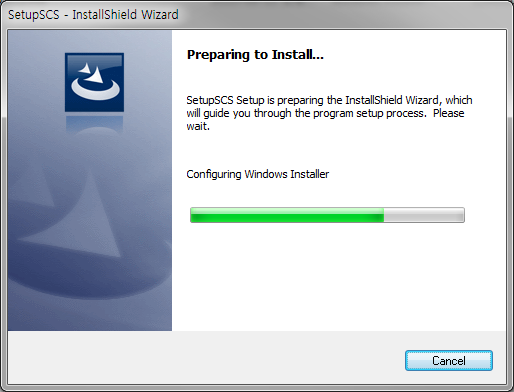 SetupSCS - InstallShield Wizard
Preparing to Install...
SetupSCS Setup is preparing the InstallShield Wizard, which
will guide you through the program setup process.  Please
wait.
Configuring Windows Installer
Cancel